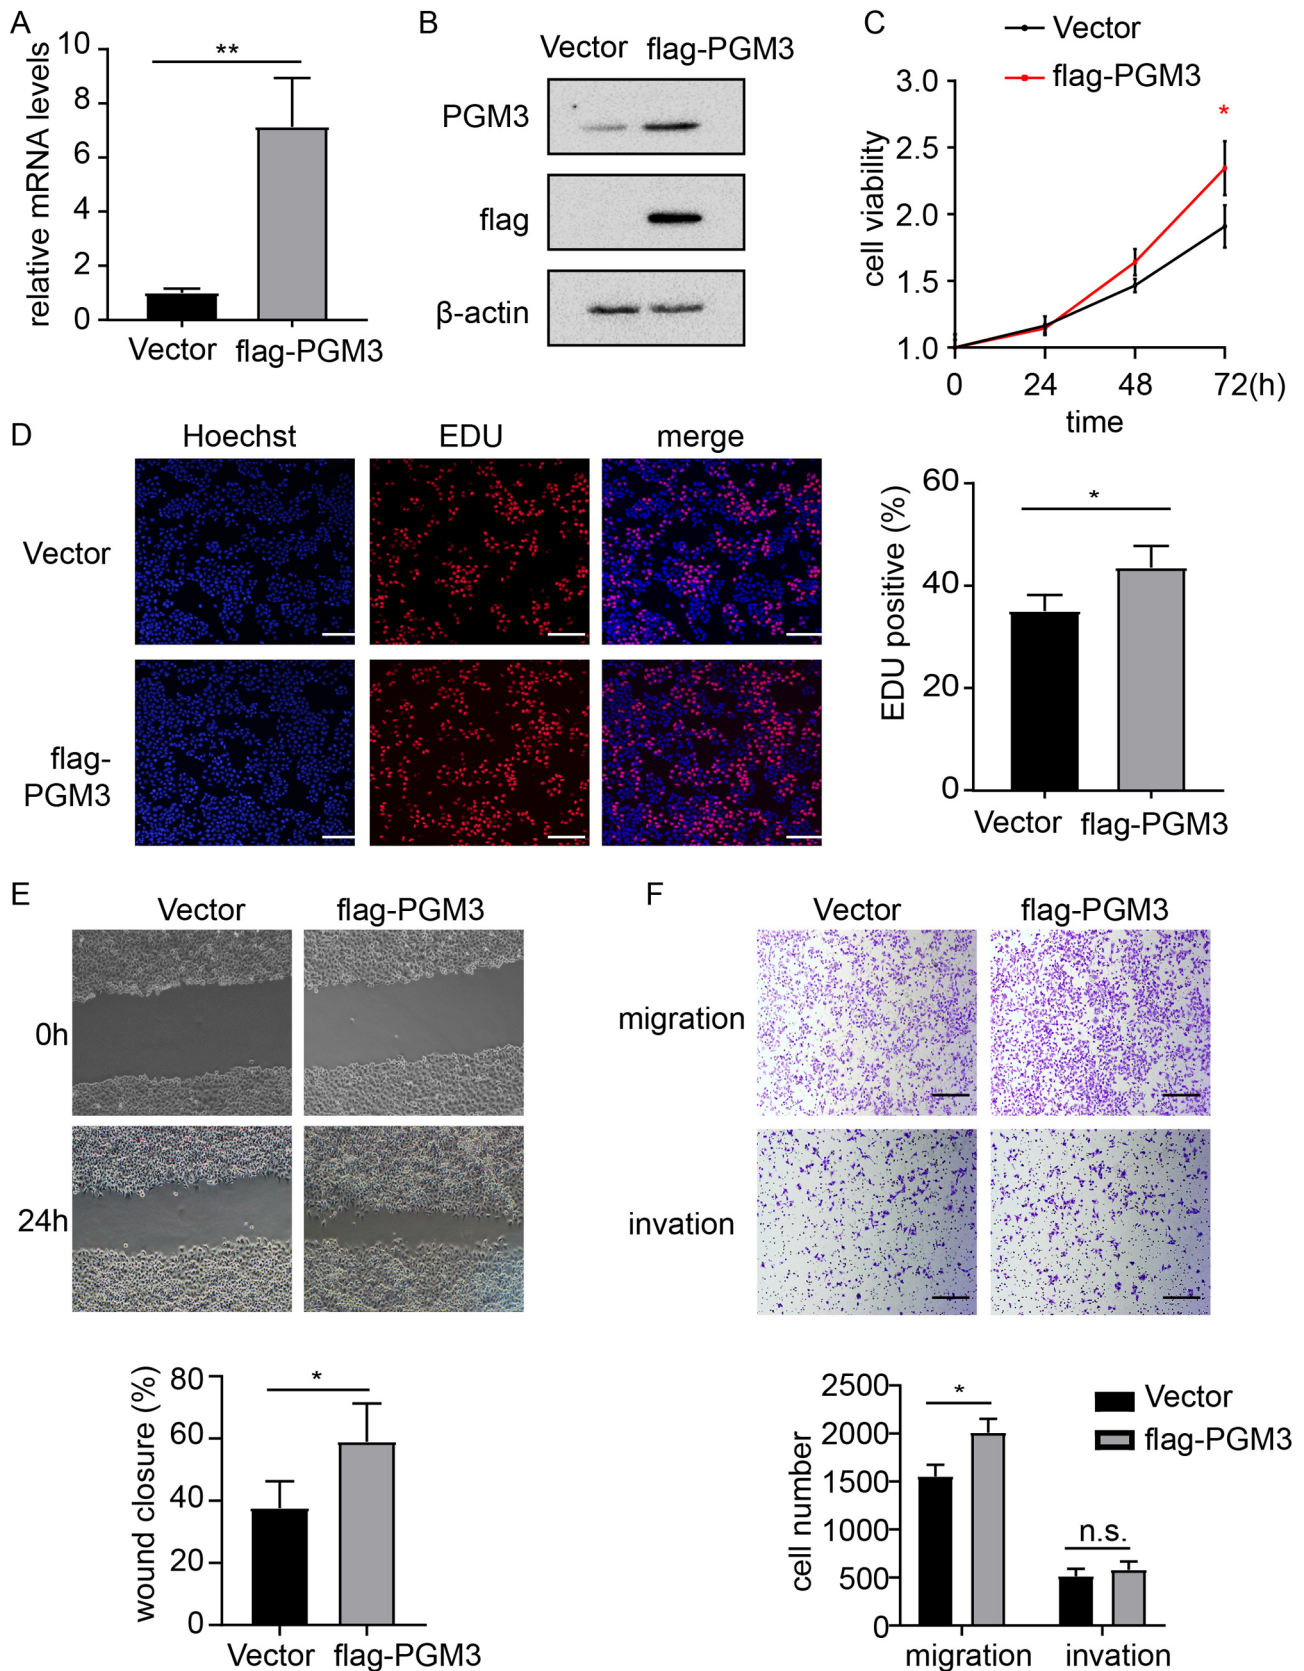 A
relative mRNA levels
10
8
6
4
2
0
**
Vector
flag-PGM3
B
Vector
flag-PGM3
PGM3
flag
β-actin
C
Vector
flag-PGM3
cell viability
3.0
2.5
2.0
1.5
1.0
*
0
24
48
72(h)
time
D
Hoechst
EDU
merge
Vector
flag-
PGM3
EDU positive (%)
60
40
20
0
*
Vector
flag-PGM3
E
Vector
flag-PGM3
0h
24h
wound closure (%)
80
60
40
20
0
*
Vector
flag-PGM3
F
Vector
flag-PGM3
migration
invation
cell number
2500
2000
1500
1000
500
0
*
n.s.
Vector
flag-PGM3
migration
invation